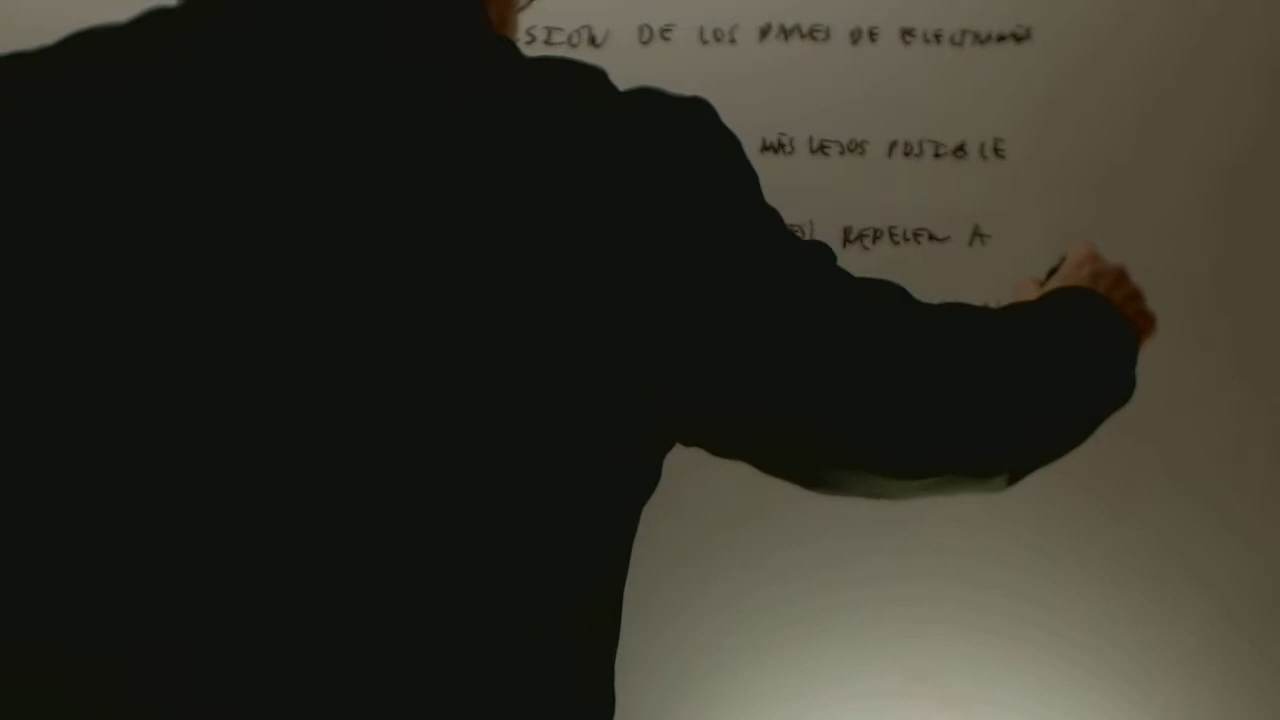 SION DE LOS PARES DE ELECTRONES
MÁS LEJOS POSIBLE
REPELEN A